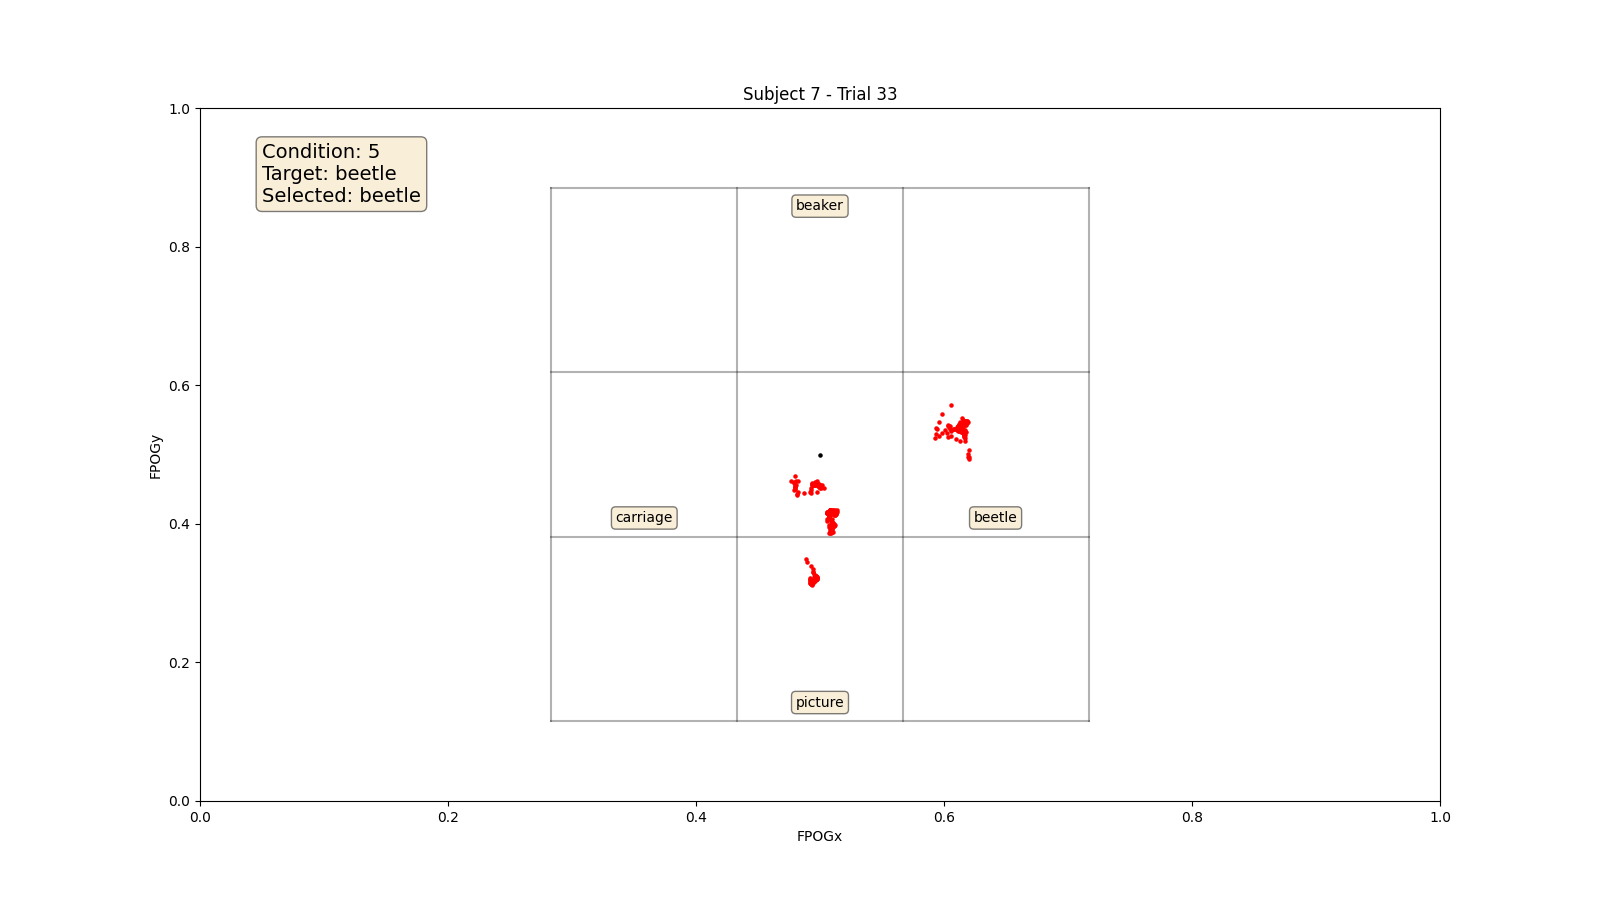 Subject 7 - Trial 33
1.0
Condition: 5
Target: beetle
Selected: beetle
beaker
0.8
0.6
FPOGy
0.4
carriage
beetle
0.2
picture
0.0
0.0
0.2
0.4
0.6
0.8
1.0
FPOGx